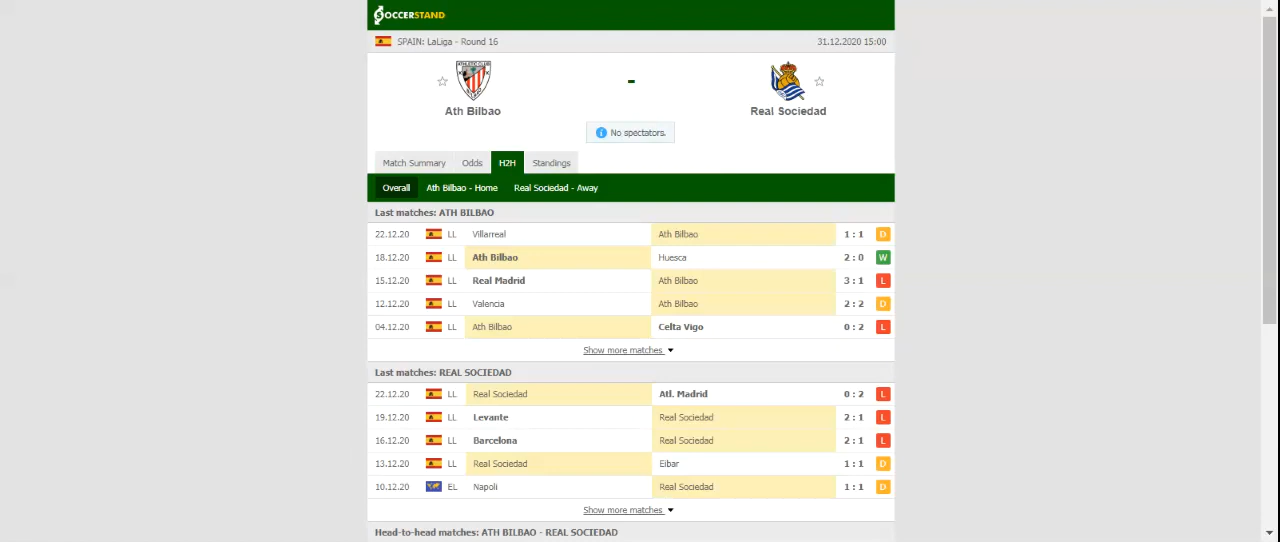 SOCCERSTAND
SPAIN: LaLiga - Round 16 31.12.2020 15:00
Ath Bilbao - Real Sociedad
No spectators.
Match Summary Odds H2H Standings
Overall Ath Bilbao - Home Real Sociedad - Away
Last matches: ATH BILBAO
22.12.20 LL Villarreal Ath Bilbao 1 : 1 D
18.12.20 LL Ath Bilbao Huesca 2 : 0 W
15.12.20 LL Real Madrid Ath Bilbao 3 : 1 L
12.12.20 LL Valencia Ath Bilbao 2 : 2 D
04.12.20 LL Ath Bilbao Celta Vigo 0 : 2 L
Show more matches
Last matches: REAL SOCIEDAD
22.12.20 LL Real Sociedad Atl. Madrid 0 : 2 L
19.12.20 LL Levante Real Sociedad 2 : 1 L
16.12.20 LL Barcelona Real Sociedad 2 : 1 L
13.12.20 LL Real Sociedad Eibar 1 : 1 D
10.12.20 EL Napoli Real Sociedad 1 : 1 D
Show more matches
Head-to-head matches: ATH BILBAO - REAL SOCIEDAD